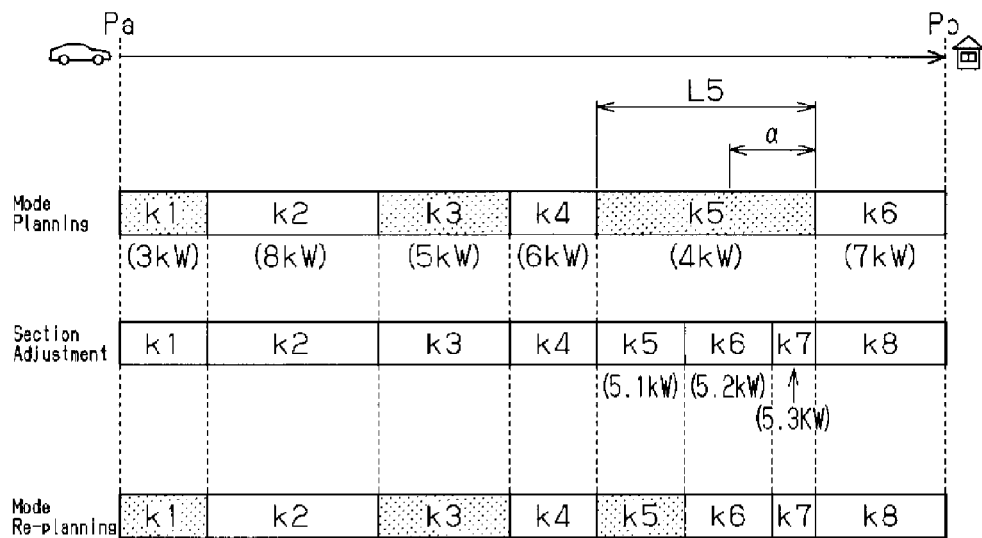 Pa Pb
L5
α
Mode
Planning
k1 k2 k3 k4 k5 k6
(3kW) (8kW) (5kW) (6kW) (4kW) (7kW)
Section
Adjustment
k1 k2 k3 k4 k5 k6 k7 k8
(5.1kW) (5.2kW)
(5.3KW)
Mode
Re-planning
k1 k2 k3 k4 k5 k6 k7 k8